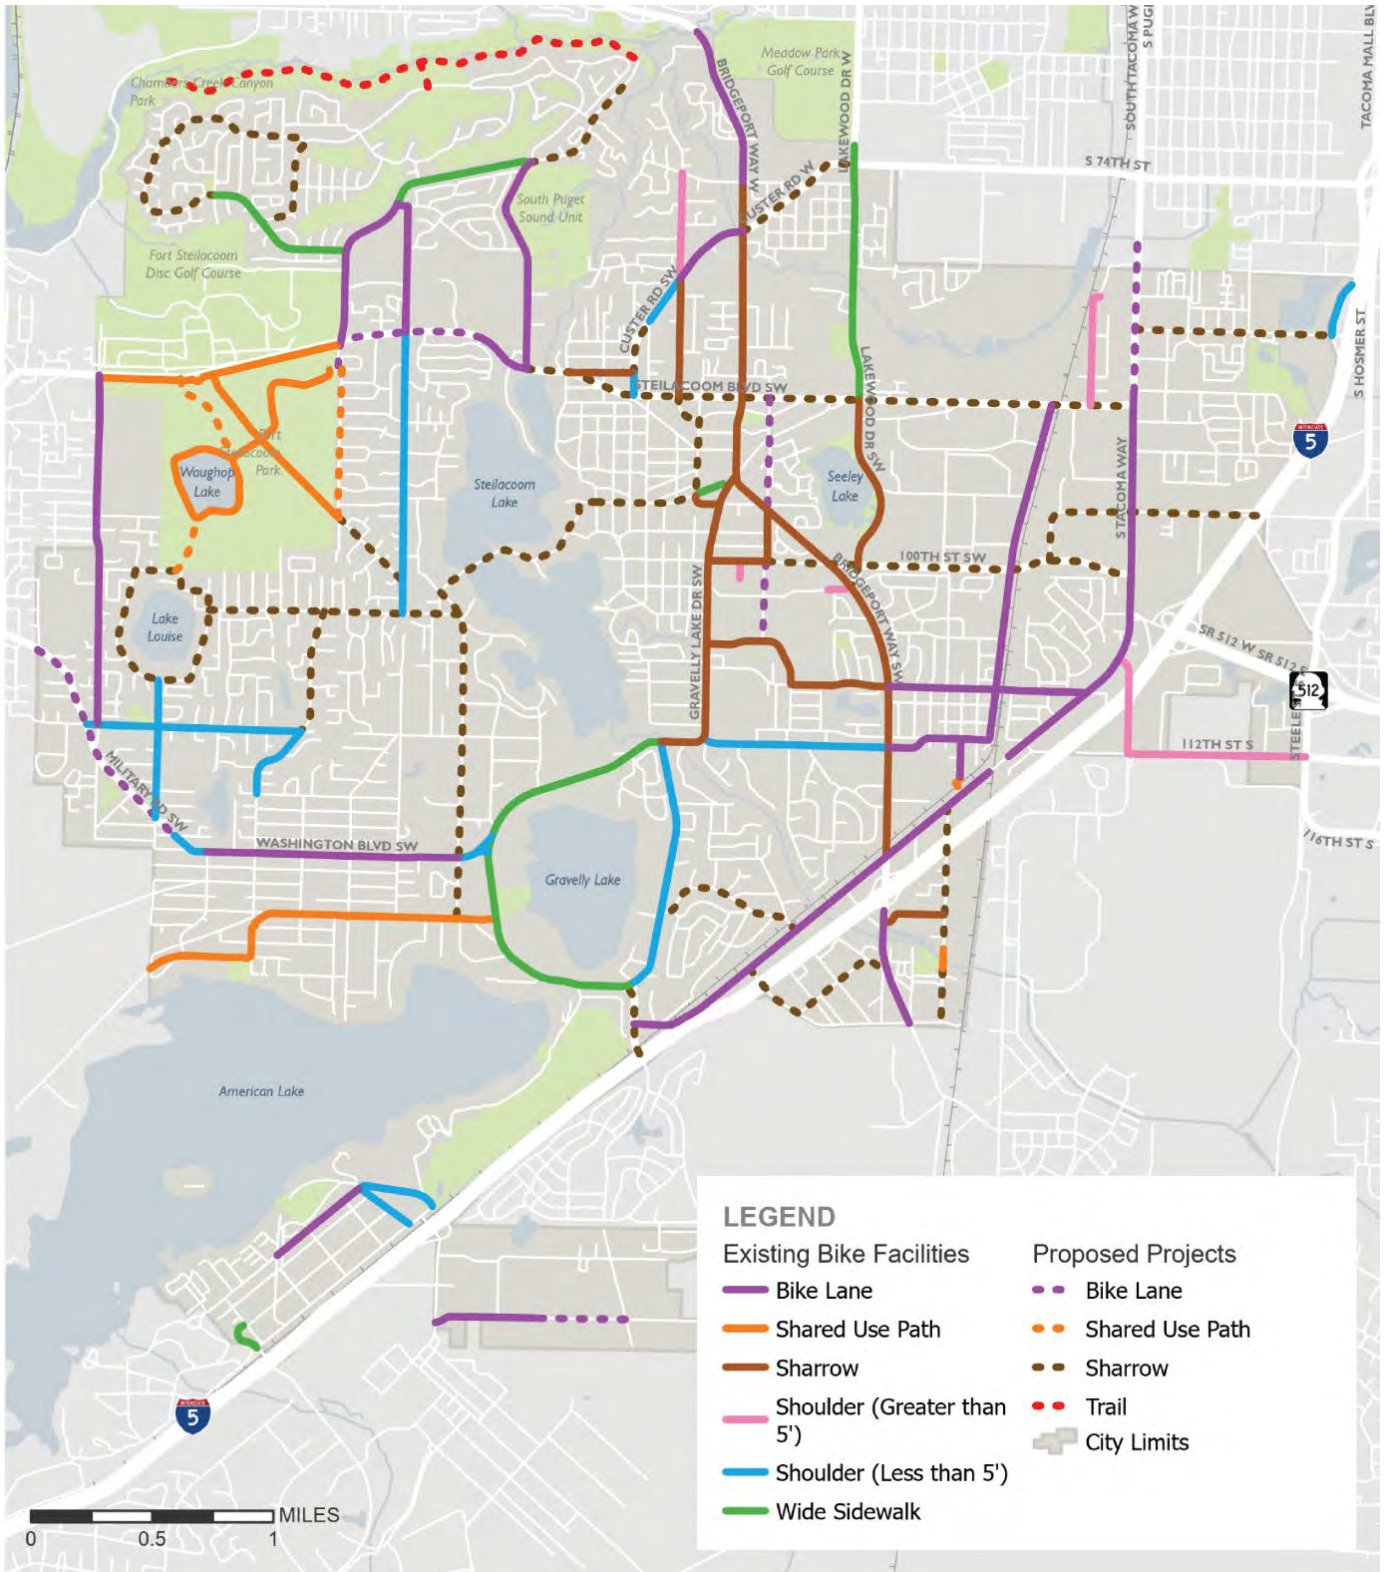 SOUTH TACOMA W
S PUG
TACOMA MALL BLV
Meadow Park
Golf Course
LAKEWOOD DR W
BRIDGEPORT WAY W
Chambers Creek Canyon
Park
S 74TH ST
CUSTER RD W
South Puget
Sound Unit
Fort Steilacoom
Disc Golf Course
CUSTER RD SW
S HOSMER ST
LAKEWOOD DR SW
STEILACOOM BLVD SW
5
Fort
Steilacoom
Park
Waughop
Lake
Steilacoom
Lake
Seeley
Lake
S TACOMA WAY
100TH ST SW
BRIDGEPORT WAY SW
GRAVELLY LAKE DR SW
Lake
Louise
SR 512 W SR 512 E
512
STEELE S
112TH ST S
MILITARY RD SW
WASHINGTON BLVD SW
116TH ST S
Gravelly Lake
American Lake
5
LEGEND
Existing Bike Facilities
Bike Lane
Shared Use Path
Sharrow
Shoulder (Greater than
5')
Shoulder (Less than 5')
Wide Sidewalk
Proposed Projects
Bike Lane
Shared Use Path
Sharrow
Trail
City Limits
MILES
0
0.5
1